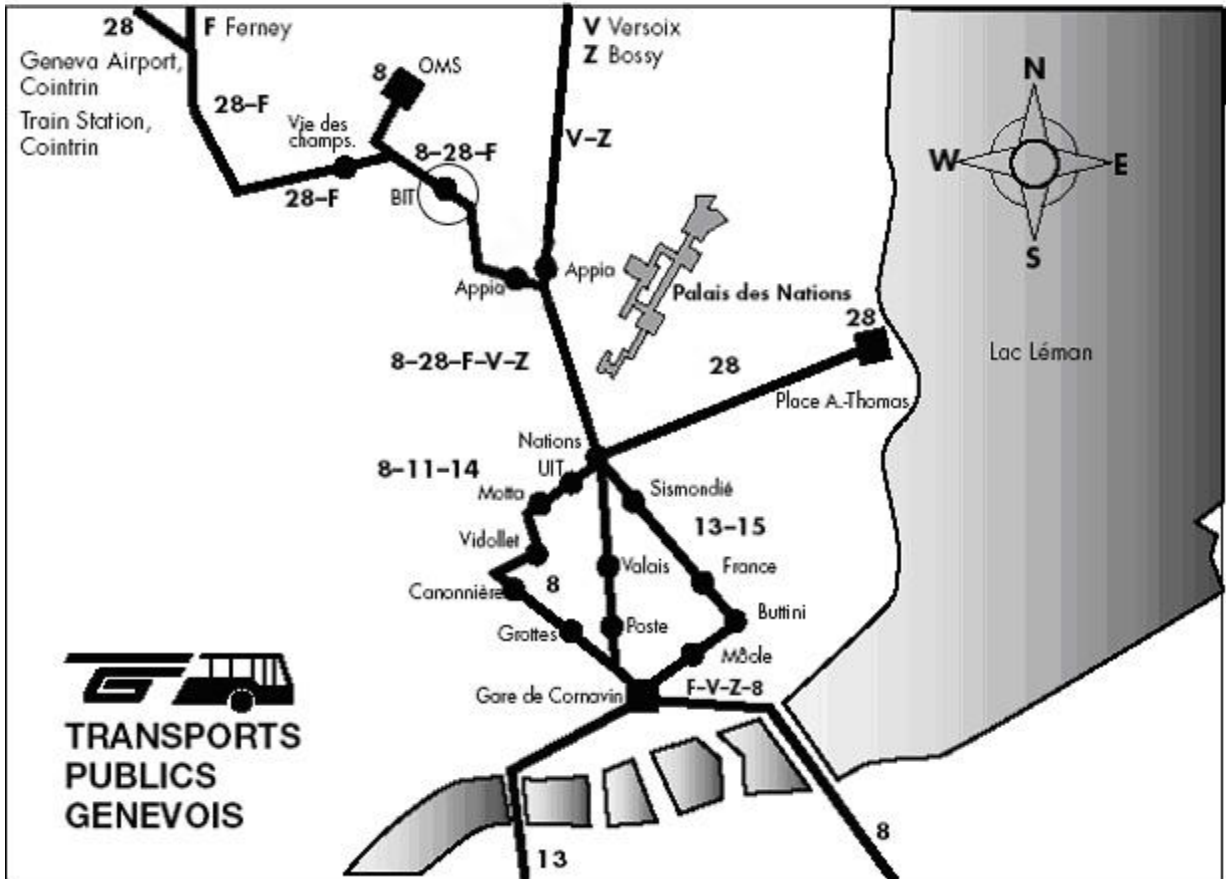 28
F Ferney
V Versoix
Z Bossy
Geneva Airport,
Cointrin
Train Station,
Cointrin
8
OMS
N
W
E
S
28-F
Vie des
champs.
8-28-F
V-Z
28-F
BIT
Appia
Appia
Palais des Nations
28
8-28-F-V-Z
28
Lac Léman
Place A.-Thomas
Nations
UIT
8-11-14
Motta
Sismondié
13-15
Vidollet
8
Valais
France
Canonnière
Buttini
Grottes
Poste
Môole
Gare de Cornavin
F-V-Z-8
TRANSPORTS
PUBLICS
GENEVOIS
13
8